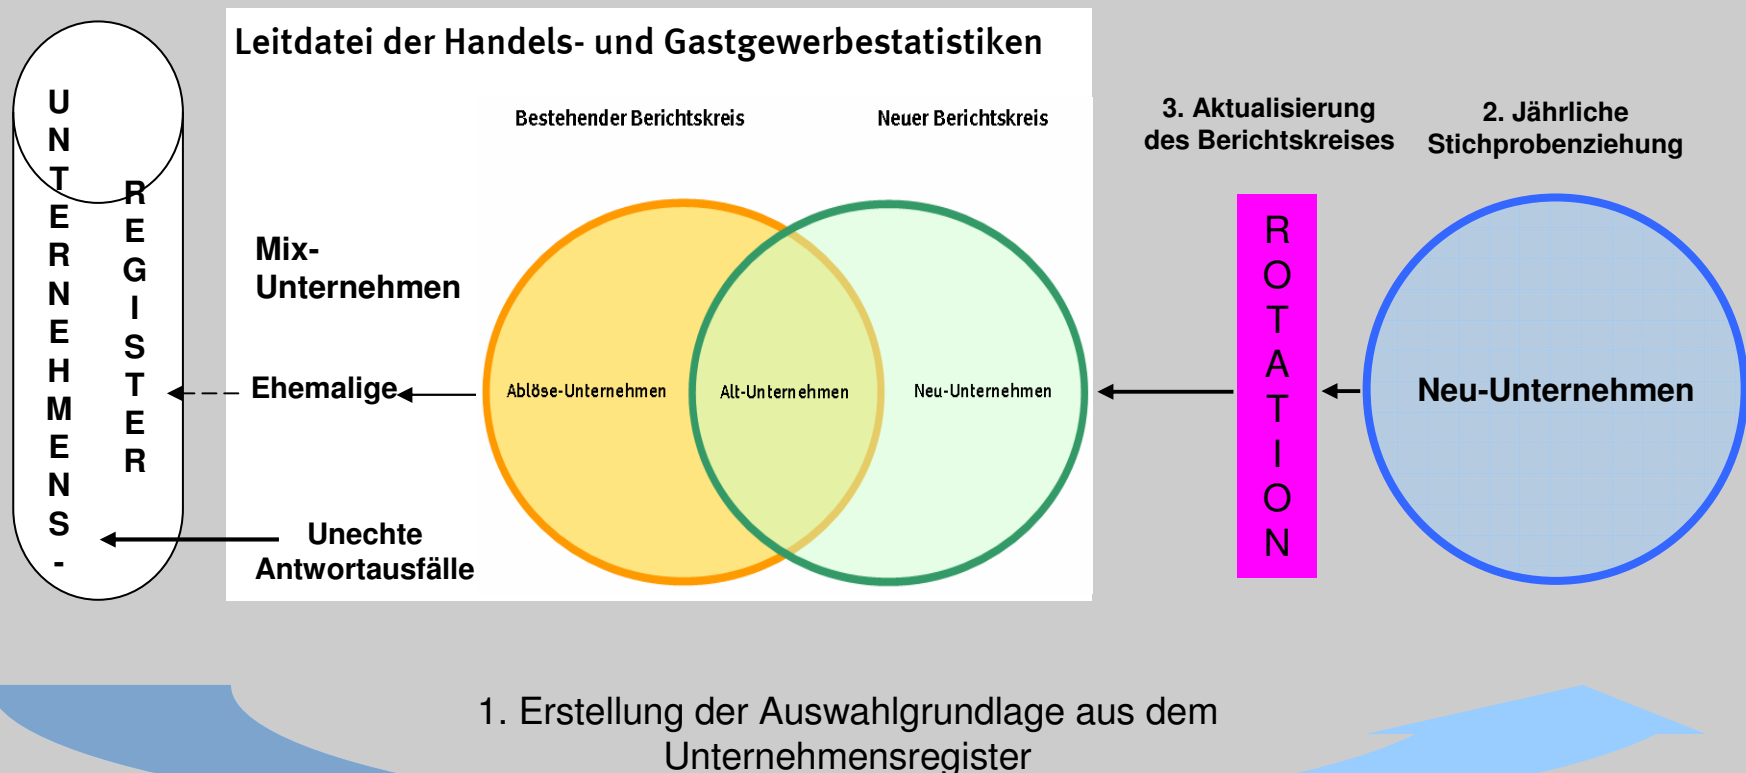 UNTERNEHMENS-
REGISTER
Leitdatei der Handels- und Gastgewerbestatistiken
Bestehender Berichtskreis
Neuer Berichtskreis
Mix-
Unternehmen
Ehemalige
Ablöse-Unternehmen
Alt-Unternehmen
Neu-Unternehmen
Unechte
Antwortausfälle
3. Aktualisierung
des Berichtskreises
ROTATION
2. Jährliche
Stichprobenziehung
Neu-Unternehmen
1. Erstellung der Auswahlgrundlage aus dem
Unternehmensregister